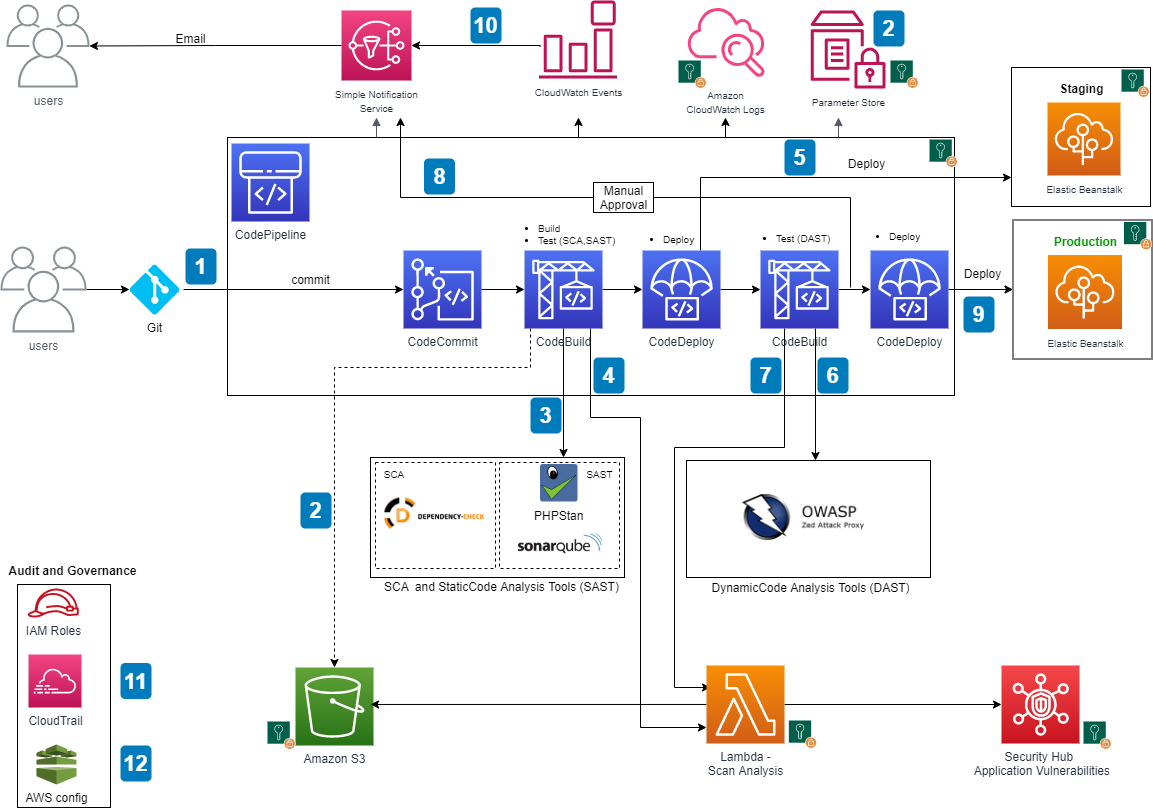 Email
users
Simple Notification
Service
10
CloudWatch Events
Amazon
CloudWatch Logs
2
Parameter Store
Staging
Elastic Beanstalk
CodePipeline
8
Manual
Approval
5
Deploy
users
Git
1
commit
CodeCommit
• Build
• Test (SCA,SAST)
CodeBuild
• Deploy
CodeDeploy
• Test (DAST)
CodeBuild
• Deploy
CodeDeploy
Deploy
9
Production
Elastic Beanstalk
2
3
4
7
6
SCA
DEPENDENCY-CHECK
SAST
PHPStan
sonarqube
SCA and StaticCode Analysis Tools (SAST)
OWASP
Zed Attack Proxy
DynamicCode Analysis Tools (DAST)
Audit and Governance
IAM Roles
CloudTrail
11
AWS config
12
Amazon S3
Lambda -
Scan Analysis
Security Hub
Application Vulnerabilities